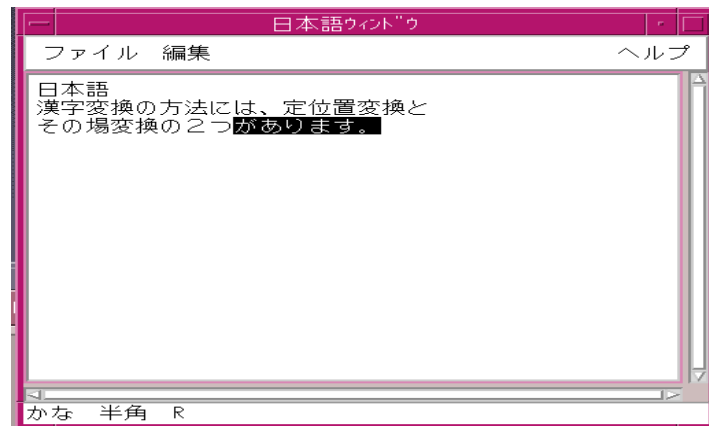 日本語ｳｨﾝﾄﾞｳ
ファイル 編集 ヘルプ
日本語
漢字変換の方法には、定位置変換と
その場変換の２つがあります。
かな 半角 R